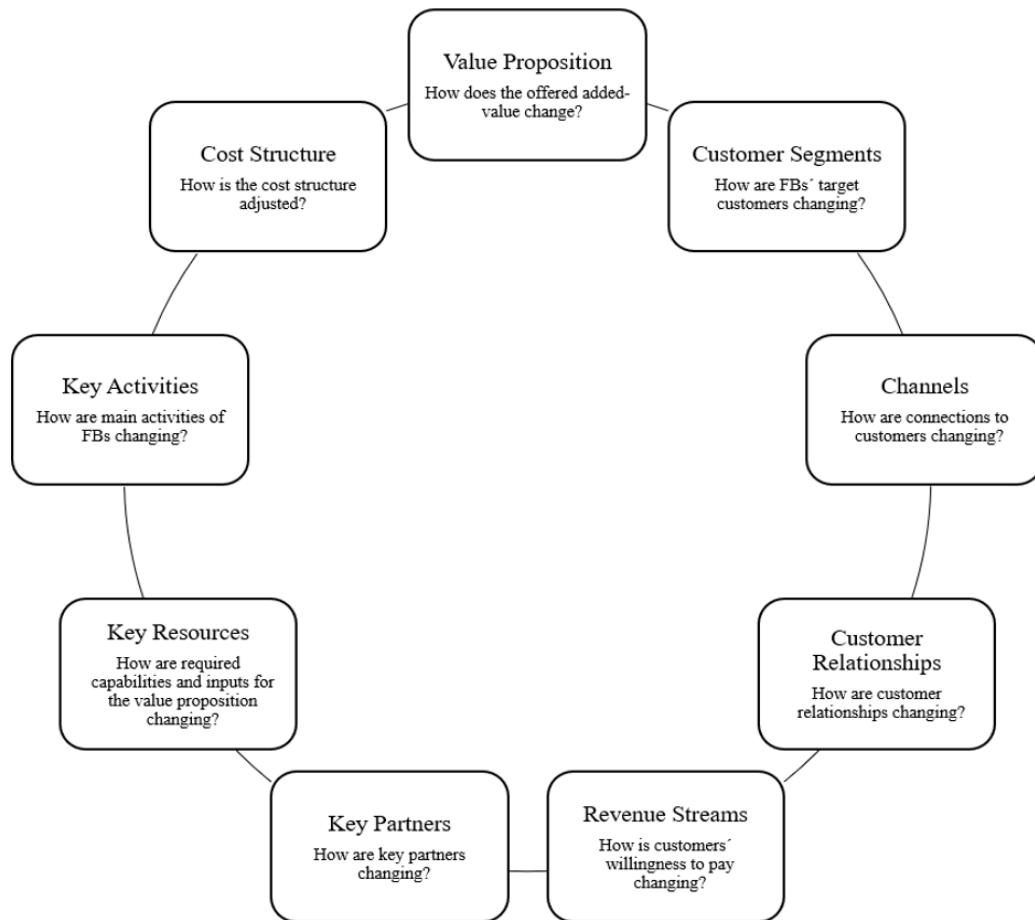 Value Proposition
How does the offered added-
value change?
Customer Segments
How are FBs´ target
customers changing?
Channels
How are connections to
customers changing?
Customer
Relationships
How are customer
relationships changing?
Revenue Streams
How is customers´
willingness to pay
changing?
Key Partners
How are key partners
changing?
Key Resources
How are required
capabilities and inputs for
the value proposition
changing?
Key Activities
How are main activities of
FBs changing?
Cost Structure
How is the cost structure
adjusted?